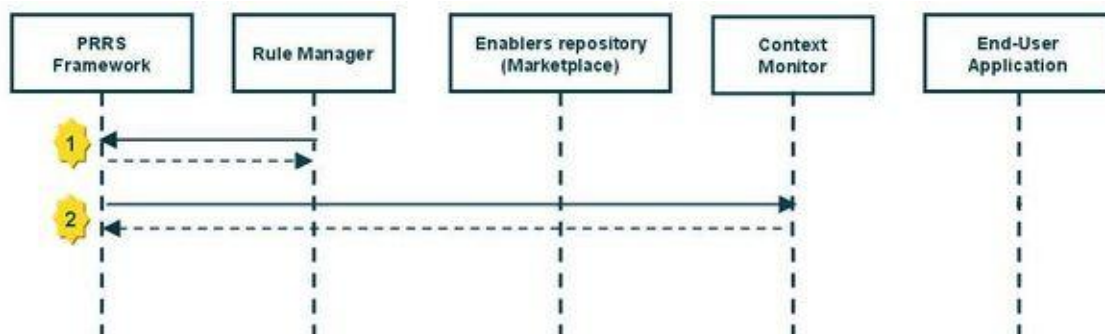 PRRS
Framework
Rule Manager
Enablers repository
(Marketplace)
Context
Monitor
End-User
Application
1
2